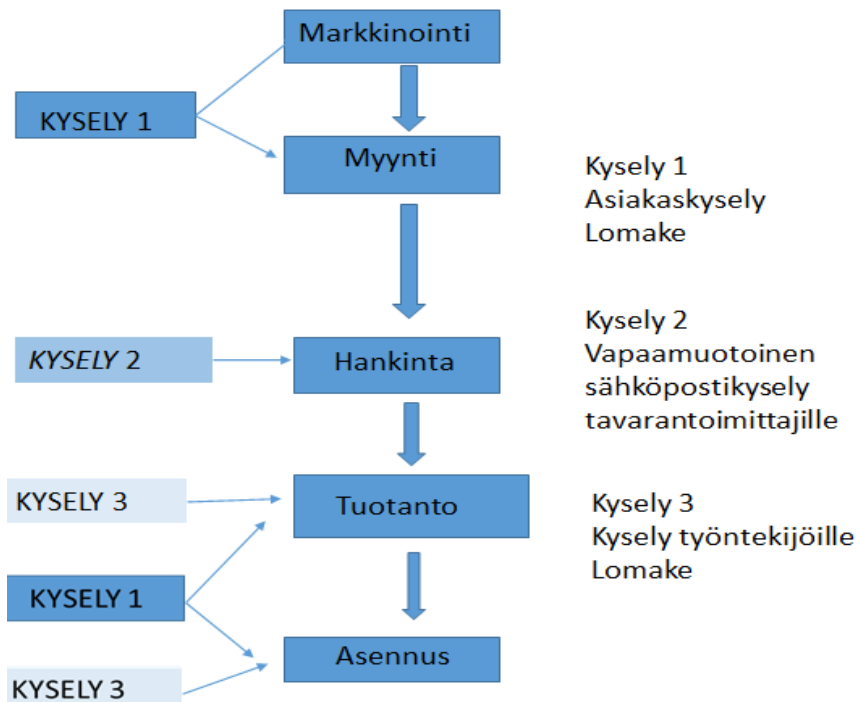 Markkinointi
KYSELY 1
Myynti
Kysely 1
Asiakaskysely
Lomake
KYSELY 2
Hankinta
Kysely 2
Vapaamuotoinen
sähköpostikysely
tavarantoimittajille
KYSELY 3
Tuotanto
Kysely 3
Kysely työntekijöille
Lomake
KYSELY 1
Asennus
KYSELY 3